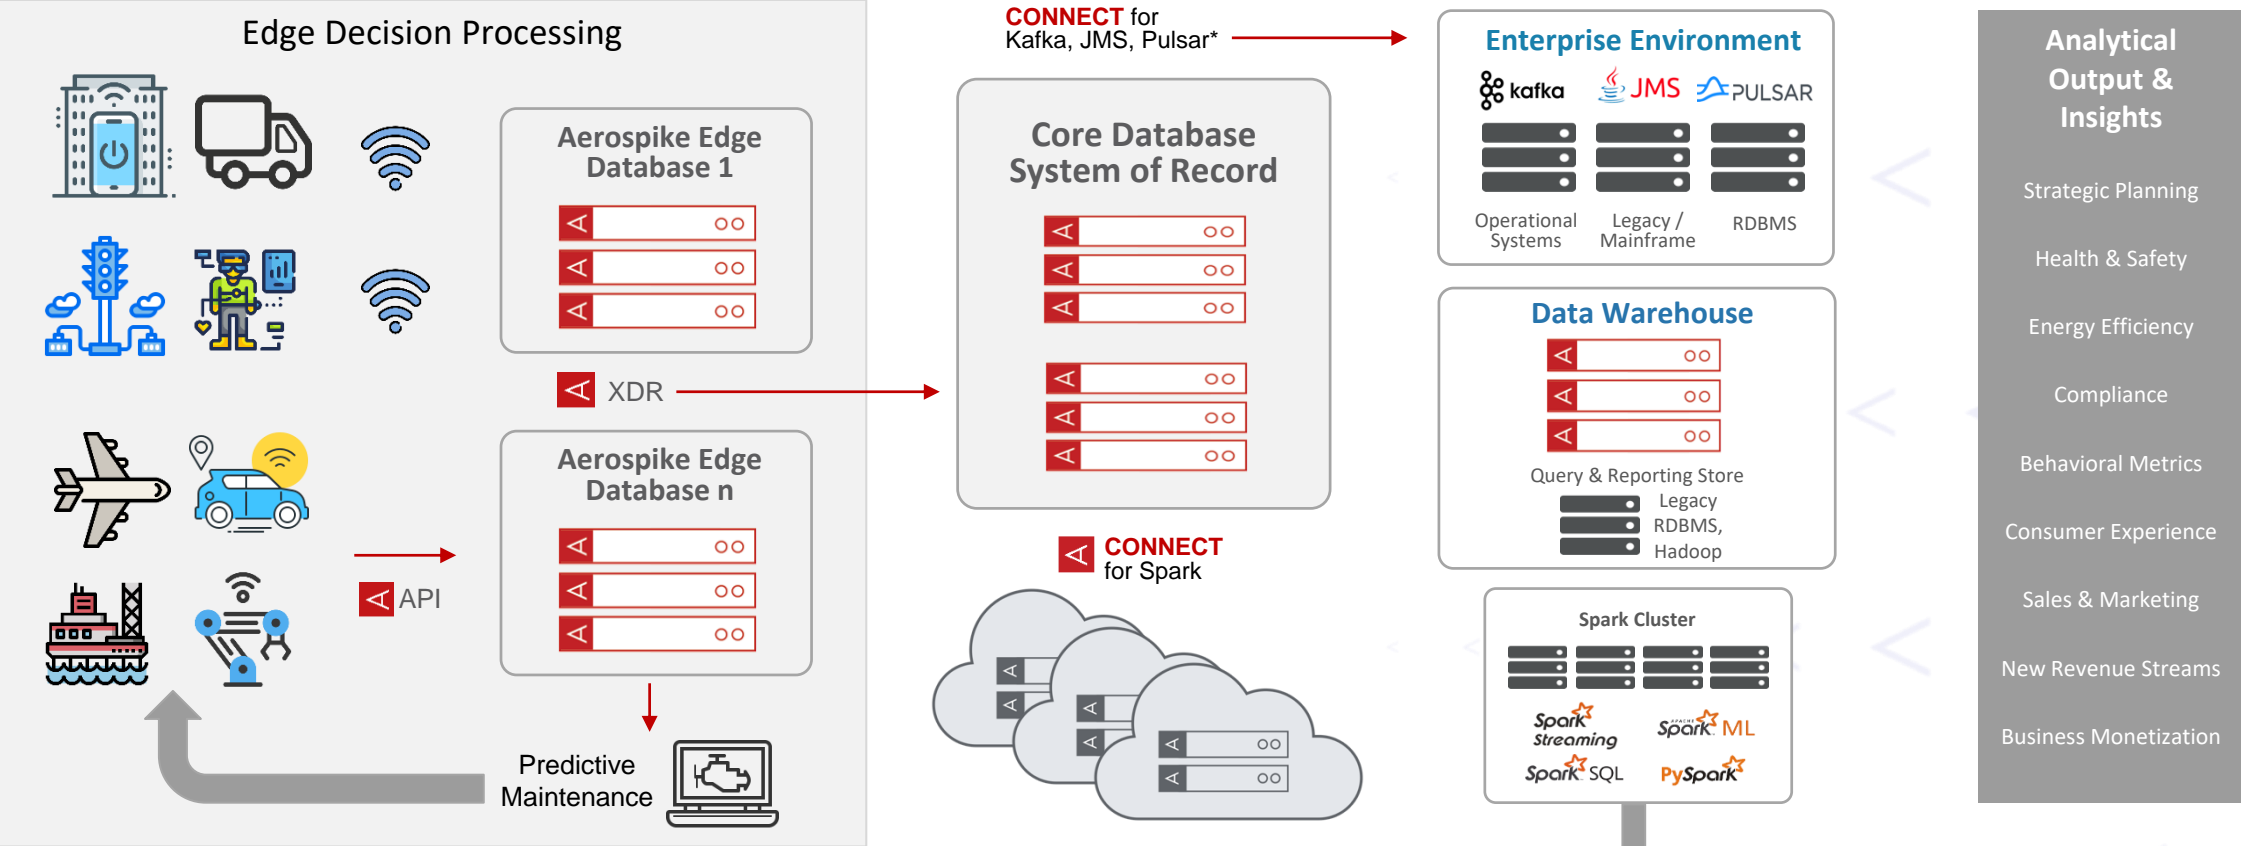 Edge Decision Processing
Aerospike Edge
Database 1
XDR
Aerospike Edge
Database n
API
Predictive
Maintenance
CONNECT for
Kafka, JMS, Pulsar*
Core Database
System of Record
CONNECT
for Spark
Enterprise Environment
kafka
JMS
PULSAR
Operational
Systems
Legacy /
Mainframe
RDBMS
Data Warehouse
Query & Reporting Store
Legacy
RDBMS,
Hadoop
Spark Cluster
Spark
Streaming
APACHE
Spark ML
Spark SQL
PySpark
Analytical
Output &
Insights
Strategic Planning
Health & Safety
Energy Efficiency
Compliance
Behavioral Metrics
Consumer Experience
Sales & Marketing
New Revenue Streams
Business Monetization